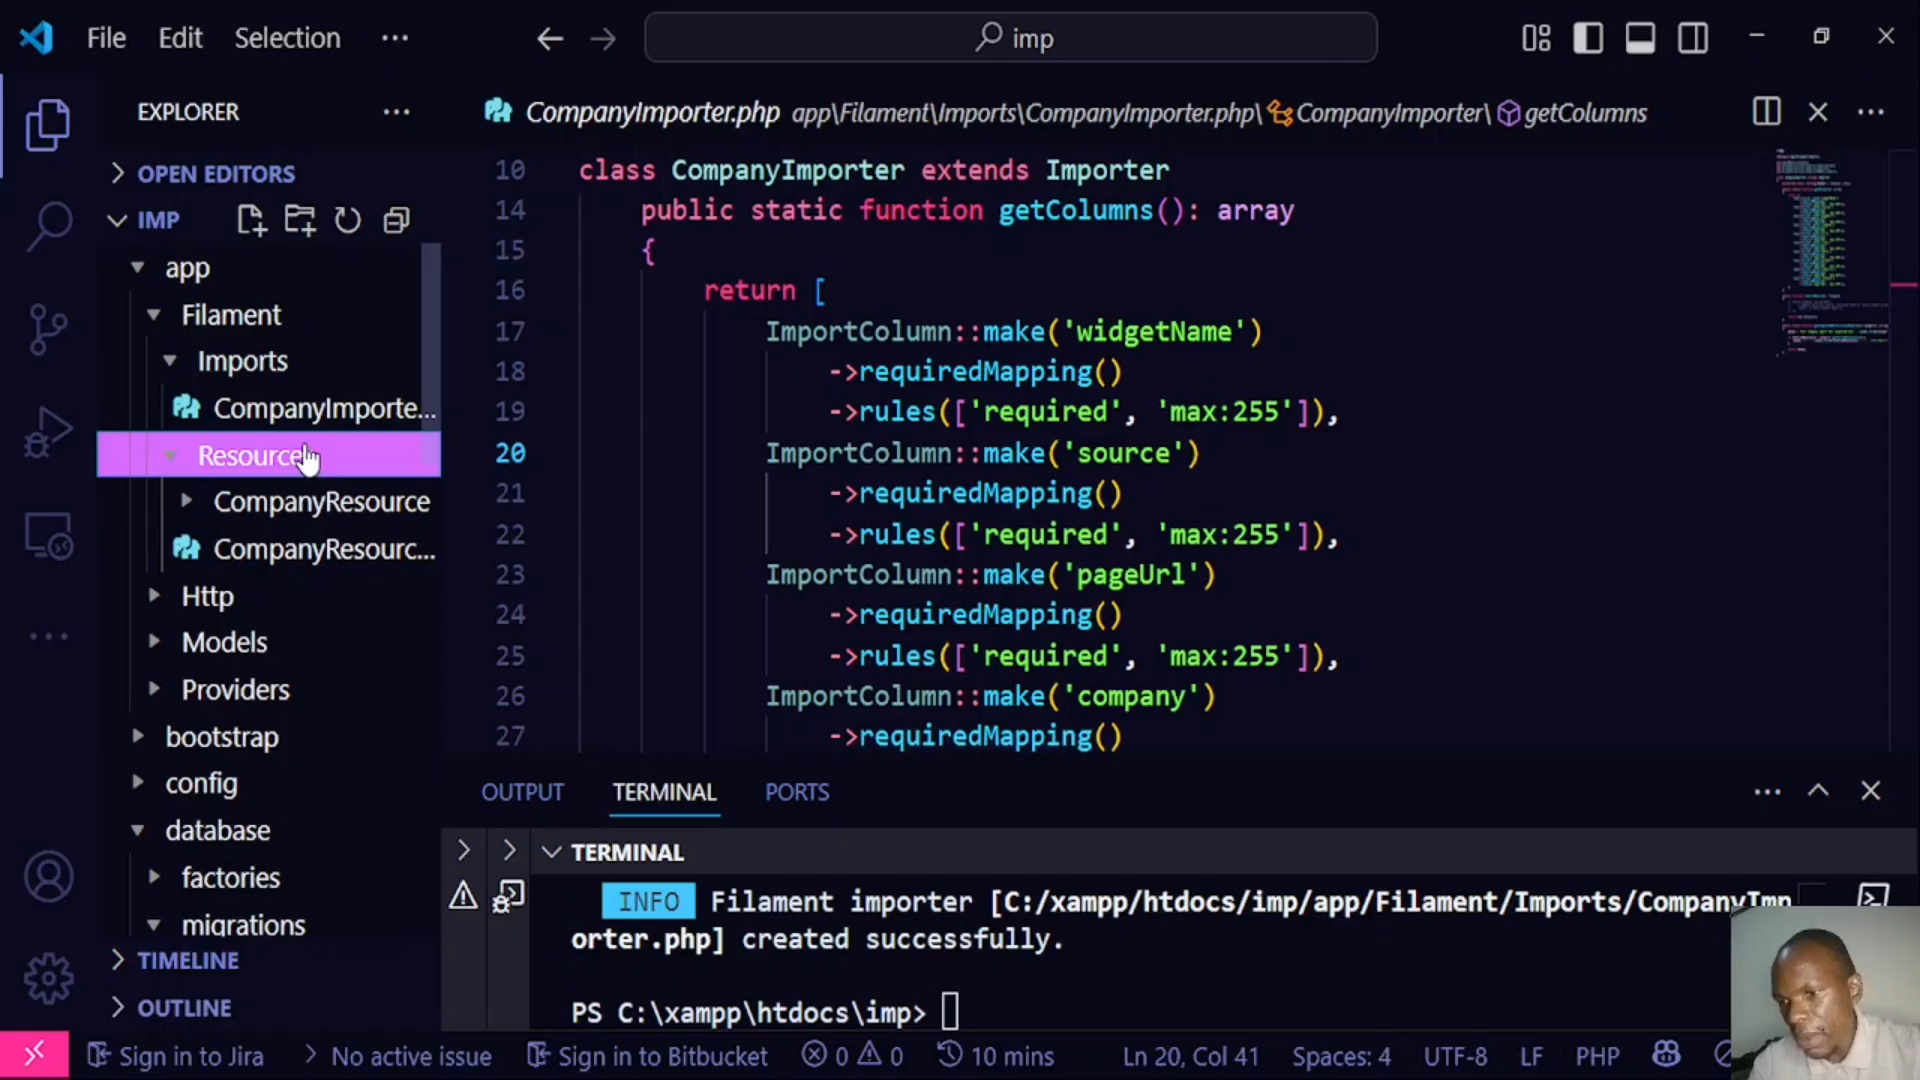 File Edit Selection ...
imp
EXPLORER
OPEN EDITORS
IMP
app
Filament
Imports
CompanyImporte...
Resource
CompanyResource
CompanyResourc...
Http
Models
Providers
bootstrap
config
database
factories
migrations
TIMELINE
OUTLINE
CompanyImporter.php app\Filament\Imports\CompanyImporter.php\ CompanyImporter\ getColumns
10 class CompanyImporter extends Importer
14 public static function getColumns(): array
15 {
16 return [
17 ImportColumn::make('widgetName')
18 ->requiredMapping()
19 ->rules(['required', 'max:255']),
20 ImportColumn::make('source')
21 ->requiredMapping()
22 ->rules(['required', 'max:255']),
23 ImportColumn::make('pageUrl')
24 ->requiredMapping()
25 ->rules(['required', 'max:255']),
26 ImportColumn::make('company')
27 ->requiredMapping()
OUTPUT TERMINAL PORTS
TERMINAL
INFO Filament importer [C:/xampp/htdocs/imp/app/Filament/Imports/CompanyImp
orter.php] created successfully.
PS C:\xampp\htdocs\imp>
Sign in to Jira No active issue Sign in to Bitbucket 0 0 10 mins Ln 20, Col 41 Spaces: 4 UTF-8 LF PHP